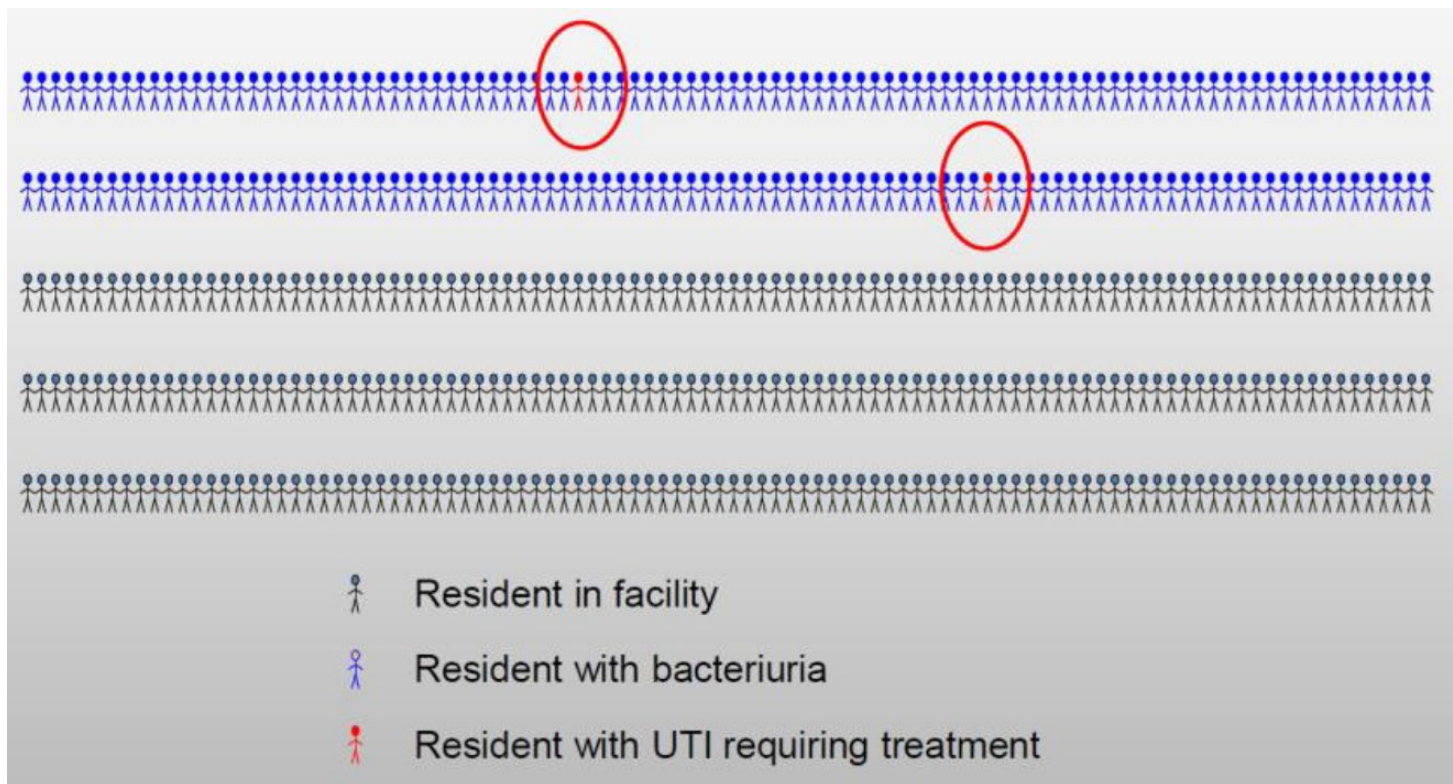 Resident in facility
Resident with bacteriuria
Resident with UTI requiring treatment